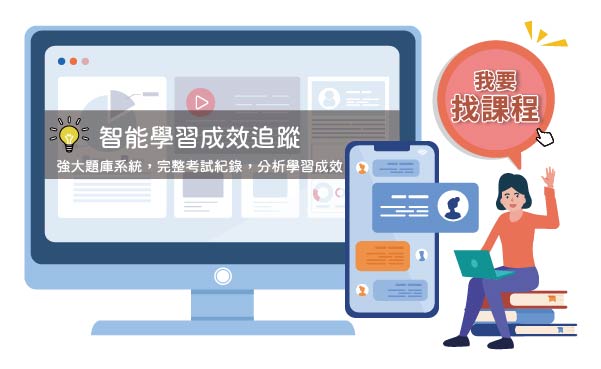 智能學習成效追蹤
強大題庫系統，完整考試紀錄，分析學習成效
我要
找課程